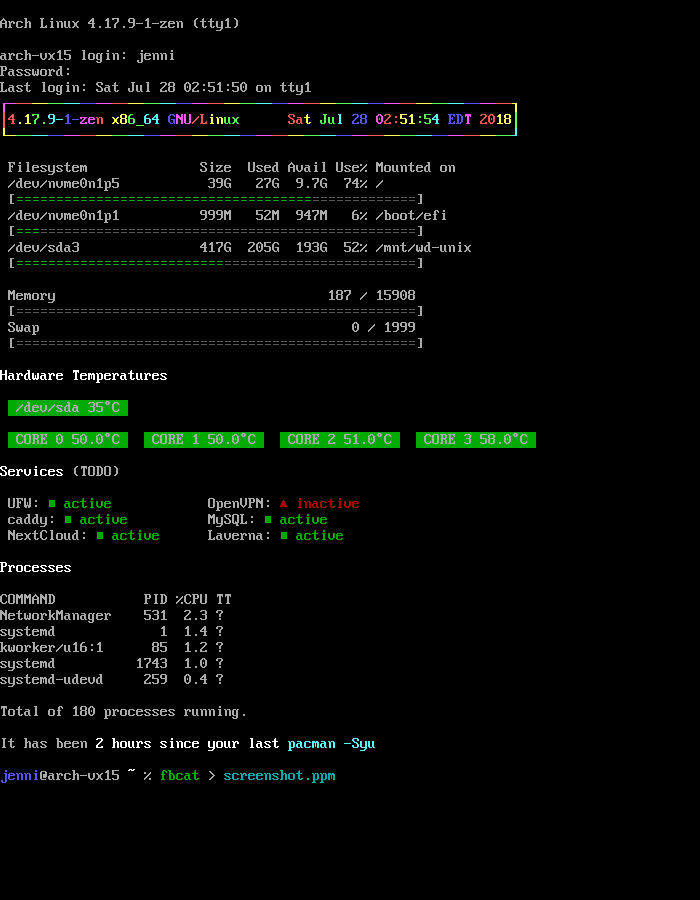 Arch Linux 4.17.9-1-zen (tty1)
arch-vx15 login: jenni
Password:
Last login: Sat Jul 28 02:51:50 on tty1
4.17.9-1-zen x86_64 GNU/Linux      Sat Jul 28 02:51:54 EDT 2018
Filesystem              Size  Used Avail Use% Mounted on
/dev/nvme0n1p5           39G   27G  9.7G  74% /
[==================================================]
/dev/nvme0n1p1          999M   52M  947M   6% /boot/efi
[==================================================]
/dev/sda3               417G  205G  193G  52% /mnt/wd-unix
[==================================================]
Memory                                  187 / 15908
[==================================================]
Swap                                       0 / 1999
[==================================================]
Hardware Temperatures
/dev/sda 35°C
CORE 0 50.0°C   CORE 1 50.0°C   CORE 2 51.0°C   CORE 3 58.0°C
Services (TODO)
UFW: ■ active            OpenVPN: ▲ inactive
caddy: ■ active          MySQL: ■ active
NextCloud: ■ active      Laverna: ■ active
Processes
COMMAND           PID %CPU TT
NetworkManager    531  2.3 ?
systemd             1  1.4 ?
kworker/u16:1      85  1.2 ?
systemd          1743  1.0 ?
systemd-udevd     259  0.4 ?
Total of 180 processes running.
It has been 2 hours since your last pacman -Syu
jenni@arch-vx15 ~ % fbcat > screenshot.ppm